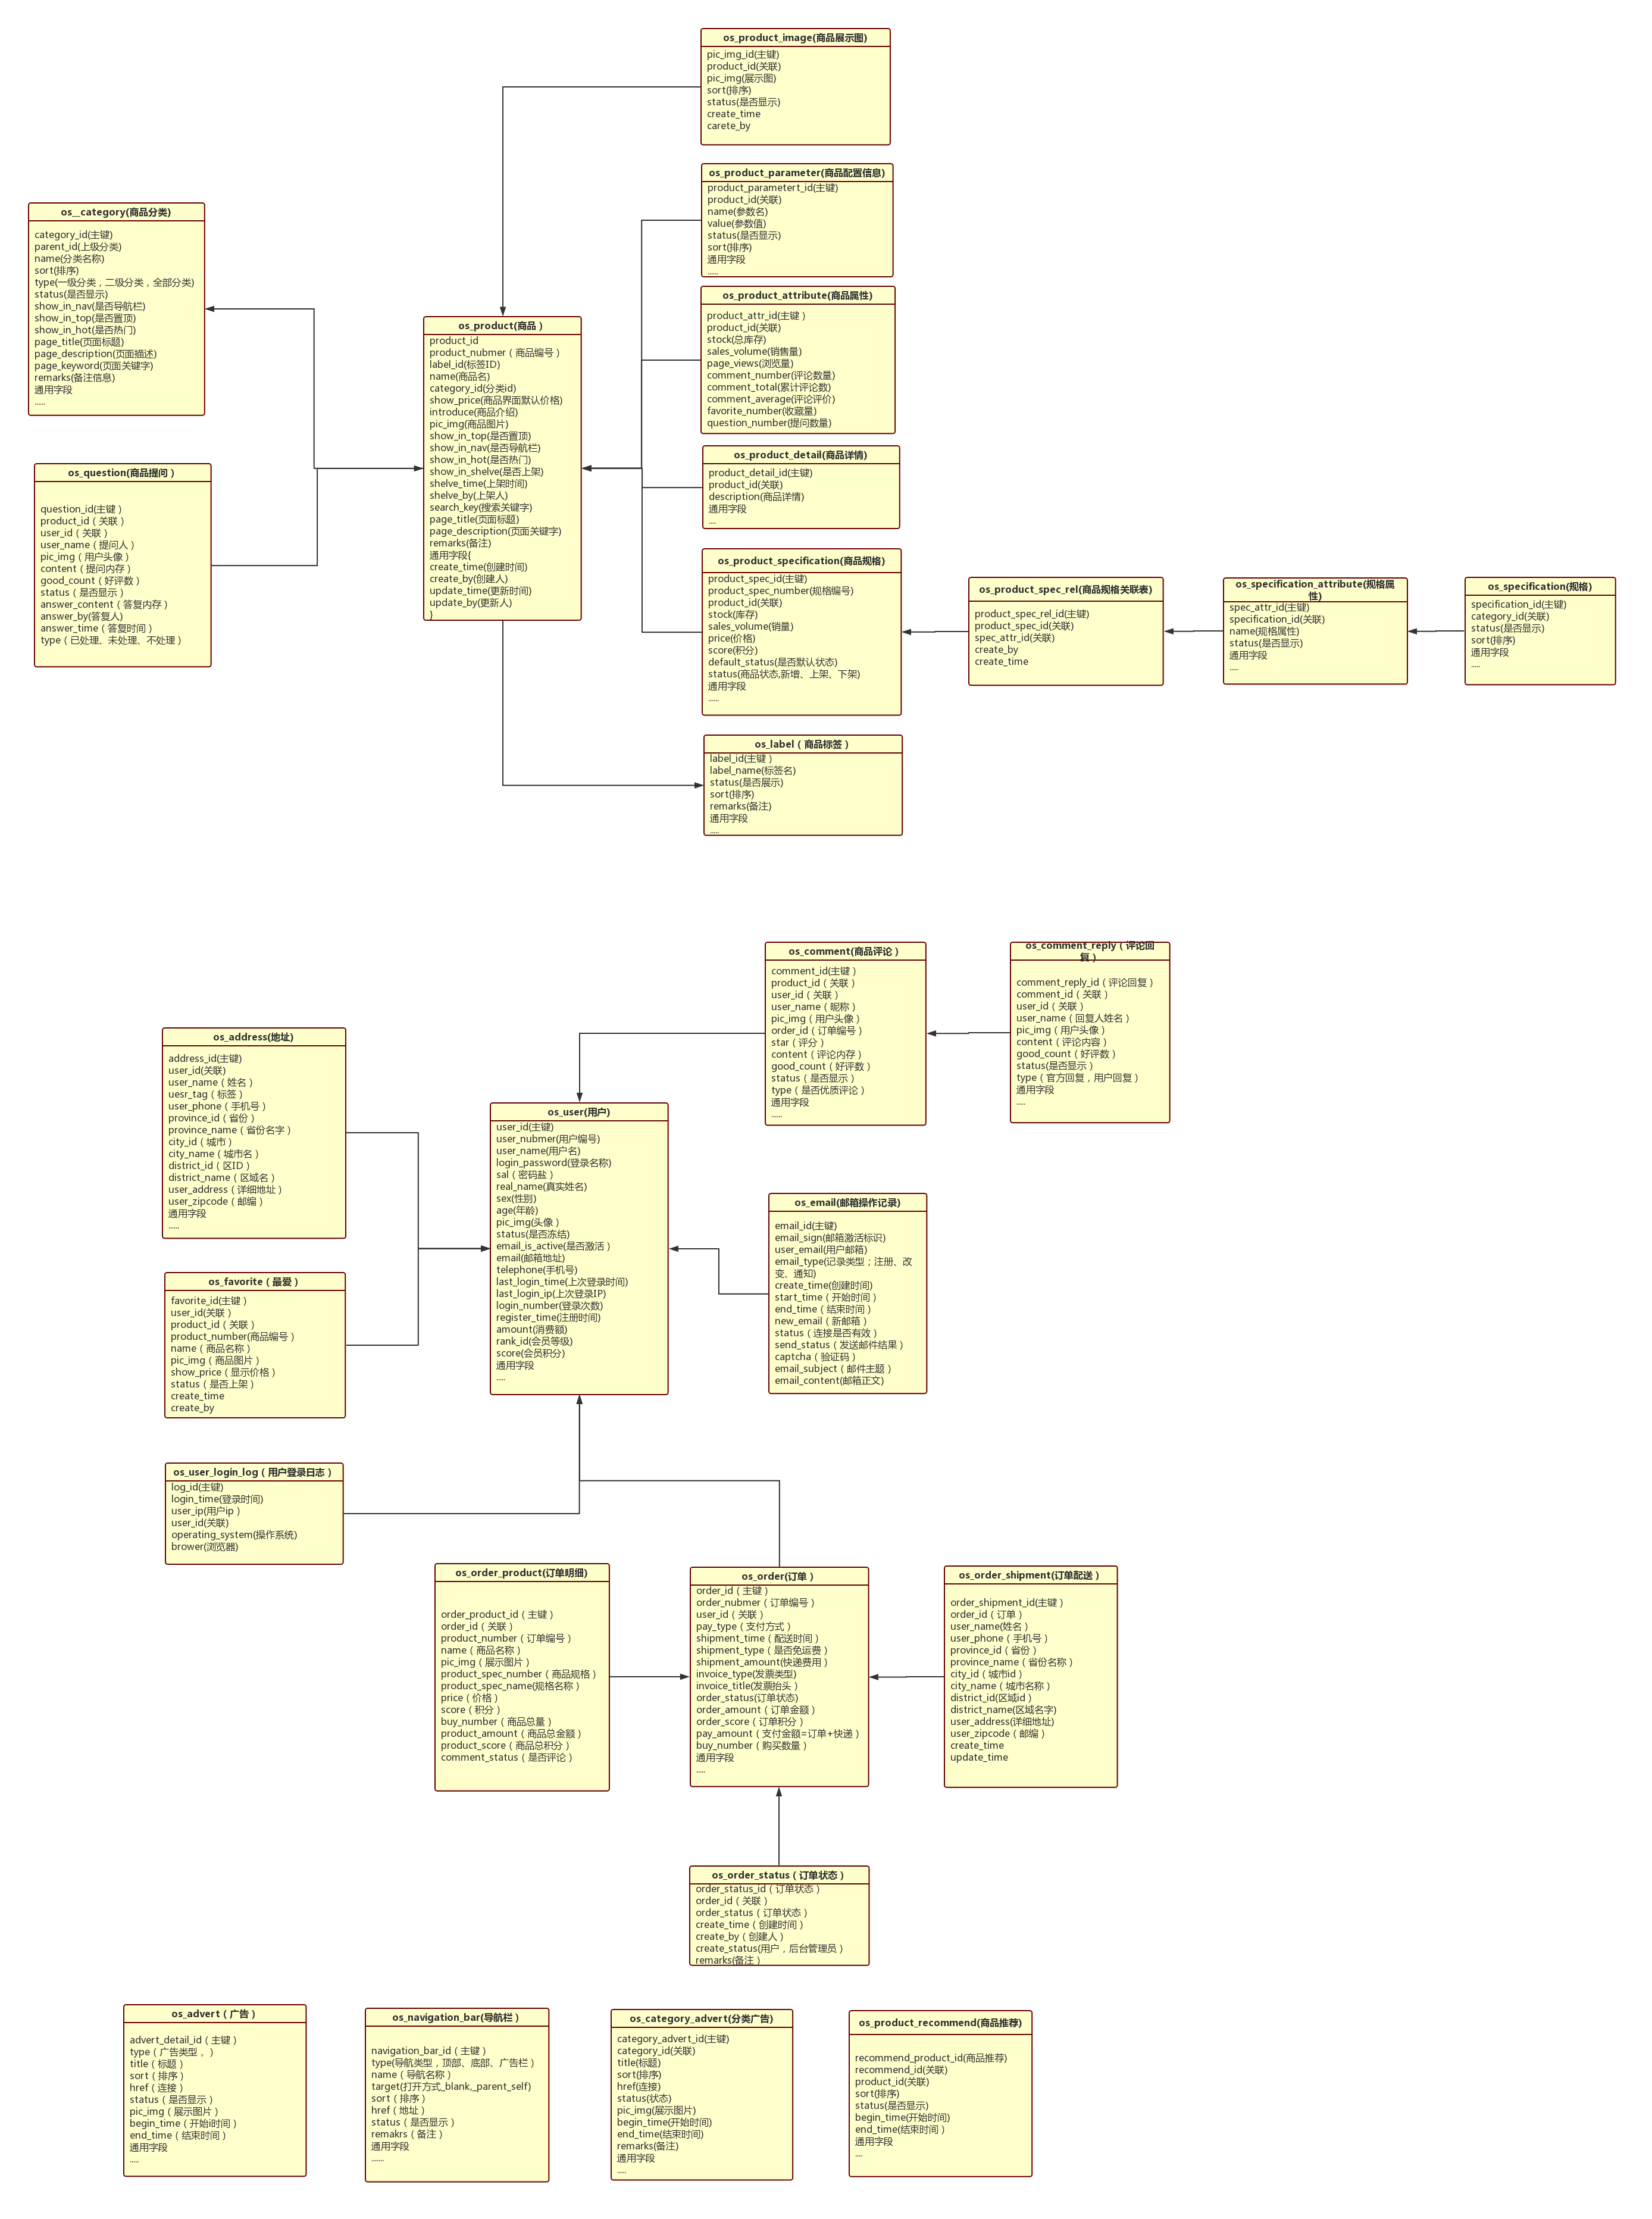 os_product_image(商品展示图)
pic_img_id(主键)
product_id(关联)
pic_img(展示图)
sort(排序)
status(是否显示)
create_time
carete_by
os_product_parameter(商品配置信息)
product_parametert_id(主键)
product_id(关联)
name(参数名)
value(参数值)
status(是否显示)
sort(排序)
通用字段
......
os__category(商品分类)
category_id(主键)
parent_id(上级分类)
name(分类名称)
sort(排序)
type(一级分类，二级分类，全部分类)
status(是否显示)
show_in_nav(是否导航栏)
show_in_top(是否置顶)
show_in_hot(是否热门)
page_title(页面标题)
page_description(页面描述)
page_keyword(页面关键字)
remarks(备注信息)
通用字段
......
os_product_attribute(商品属性)
product_attr_id(主键）
product_id(关联)
stock(总库存)
sales_volume(销售量)
page_views(浏览量)
comment_number(评论数量)
comment_total(累计评论数)
comment_average(评论评价)
favorite_number(收藏量)
question_number(提问数量)
os_product(商品）
product_id
product_nubmer（商品编号）
label_id(标签ID)
name(商品名)
category_id(分类id)
show_price(商品界面默认价格)
introduce(商品介绍)
pic_img(商品图片)
show_in_top(是否置顶)
show_in_nav(是否导航栏)
show_in_hot(是否热门)
show_in_shelve(是否上架)
shelve_time(上架时间)
shelve_by(上架人)
search_key(搜索关键字)
page_title(页面标题)
page_description(页面关键字)
remarks(备注)
通用字段{
create_time(创建时间)
create_by(创建人)
update_time(更新时间)
update_by(更新人)
}
os_product_detail(商品详情)
product_detail_id(主键)
product_id(关联)
description(商品详情)
通用字段
....
os_question(商品提问）
question_id(主键）
product_id（关联）
user_id（关联）
user_name（提问人）
pic_img（用户头像）
content（提问内存）
good_count（好评数）
status（是否显示）
answer_content（答复内存）
answer_by(答复人)
answer_time（答复时间）
type（已处理、未处理、不处理）
os_product_specification(商品规格)
product_spec_id(主键)
product_spec_number(规格编号)
product_id(关联)
stock(库存)
sales_volume(销量)
price(价格)
score(积分)
default_status(是否默认状态)
status(商品状态,新增、上架、下架)
通用字段
......
os_product_spec_rel(商品规格关联表)
product_spec_rel_id(主键)
product_spec_id(关联)
spec_attr_id(关联)
create_by
create_time
os_specification_attribute(规格属
性)
spec_attr_id(主键)
specification_id(关联)
name(规格属性)
status(是否显示)
通用字段
.....
os_specification(规格)
specification_id(主键)
category_id(关联)
status(是否显示)
sort(排序)
通用字段
.....
os_label（商品标签）
label_id(主键）
label_name(标签名)
status(是否展示)
sort(排序)
remarks(备注)
通用字段
.....
os_comment(商品评论）
comment_id(主键）
product_id（关联）
user_id（关联）
user_name（昵称）
pic_img（用户头像）
order_id（订单编号）
star（评分）
content（评论内存）
good_count（好评数）
status（是否显示）
type（是否优质评论）
通用字段
......
os_comment_reply（评论回
复）
comment_reply_id（评论回复）
comment_id（关联）
user_id（关联）
user_name（回复人姓名）
pic_img（用户头像）
content（评论内容）
good_count（好评数）
status(是否显示）
type（官方回复，用户回复）
通用字段
....
os_address(地址)
address_id(主键)
user_id(关联)
user_name（姓名）
uesr_tag（标签）
user_phone（手机号）
province_id（省份）
province_name（省份名字）
city_id（城市）
city_name（城市名）
district_id（区ID）
district_name（区域名）
user_address（详细地址）
user_zipcode（邮编）
通用字段
......
os_user(用户)
user_id(主键)
user_nubmer(用户编号)
user_name(用户名)
login_password(登录名称)
sal（密码盐）
real_name(真实姓名)
sex(性别)
age(年龄)
pic_img(头像）
status(是否冻结)
email_is_active(是否激活）
email(邮箱地址)
telephone(手机号)
last_login_time(上次登录时间)
last_login_ip(上次登录IP)
login_number(登录次数)
register_time(注册时间)
amount(消费额)
rank_id(会员等级)
score(会员积分)
通用字段
....
os_email(邮箱操作记录)
email_id(主键)
email_sign(邮箱激活标识)
user_email(用户邮箱)
email_type(记录类型；注册、改
变、通知)
create_time(创建时间)
start_time（开始时间）
end_time（结束时间）
new_email（新邮箱）
status（连接是否有效）
send_status（发送邮件结果）
captcha（验证码）
email_subject（邮件主题）
email_content(邮箱正文)
os_favorite（最爱）
favorite_id(主键）
user_id(关联）
product_id（关联）
product_number(商品编号）
name（商品名称）
pic_img（商品图片）
show_price（显示价格）
status（是否上架）
create_time
create_by
os_user_login_log（用户登录日志）
log_id(主键)
login_time(登录时间)
user_ip(用户ip）
user_id(关联)
operating_system(操作系统)
brower(浏览器)
os_order_product(订单明细)
order_product_id（主键）
order_id（关联）
product_number（订单编号）
name（商品名称）
pic_img（展示图片）
product_spec_number（商品规格）
product_spec_name(规格名称）
price（价格）
score（积分）
buy_number（商品总量）
product_amount（商品总金额）
product_score（商品总积分）
comment_status（是否评论）
os_order(订单）
order_id（主键）
order_nubmer（订单编号）
user_id（关联）
pay_type（支付方式）
shipment_time（配送时间）
shipment_type（是否免运费）
shipment_amount(快递费用）
invoice_type(发票类型)
invoice_title(发票抬头）
order_status(订单状态)
order_amount（订单金额）
order_score（订单积分）
pay_amount（支付金额=订单+快递）
buy_number（购买数量）
通用字段
....
os_order_shipment(订单配送）
order_shipment_id(主键）
order_id（订单）
user_name(姓名）
user_phone（手机号）
province_id（省份）
province_name（省份名称）
city_id（城市id）
city_name（城市名称）
district_id(区域id）
district_name(区域名字)
user_address(详细地址)
user_zipcode（邮编）
create_time
update_time
os_order_status（订单状态）
order_status_id（订单状态）
order_id（关联）
order_status（订单状态）
create_time（创建时间）
create_by（创建人）
create_status(用户，后台管理员）
remarks(备注）
os_advert（广告）
advert_detail_id（主键）
type（广告类型，）
title（标题）
sort（排序）
href（连接）
status（是否显示）
pic_img（展示图片）
begin_time（开始i时间）
end_time（结束时间）
通用字段
.....
os_navigation_bar(导航栏）
navigation_bar_id（主键）
type(导航类型，顶部、底部、广告栏）
name（导航名称）
target(打开方式_blank,_parent_self)
sort（排序）
href（地址）
status（是否显示）
remakrs（备注）
通用字段
.......
os_category_advert(分类广告)
category_advert_id(主键)
category_id(关联)
title(标题)
sort(排序)
href(连接)
status(状态)
pic_img(展示图片)
begin_time(开始时间)
end_time(结束时间)
remarks(备注)
通用字段
.....
os_product_recommend(商品推荐)
recommend_product_id(商品推荐)
recommend_id(关联)
product_id(关联)
sort(排序)
status(是否显示)
begin_time(开始时间)
end_time(结束时间）
通用字段
....